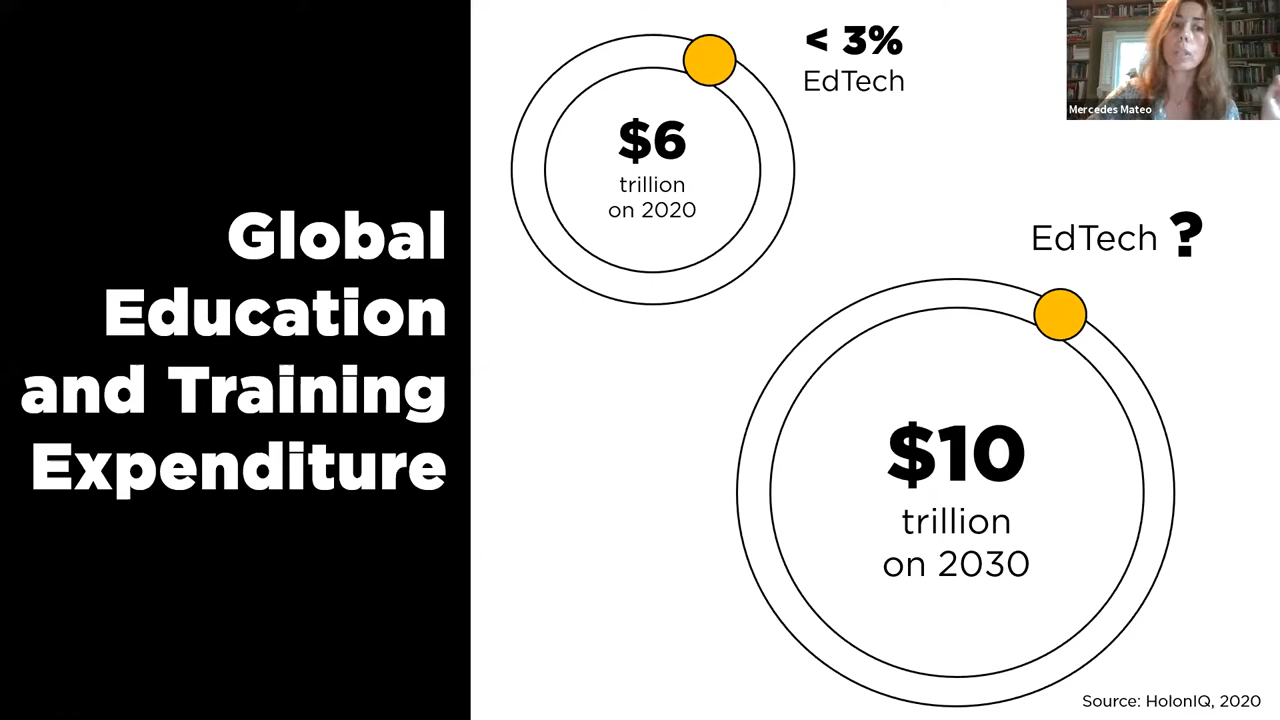 Global
Education
and Training
Expenditure
$6
trillion
on 2020
< 3%
EdTech
Mercedes Mateo
EdTech ?
$10
trillion
on 2030
Source: HolonIQ, 2020